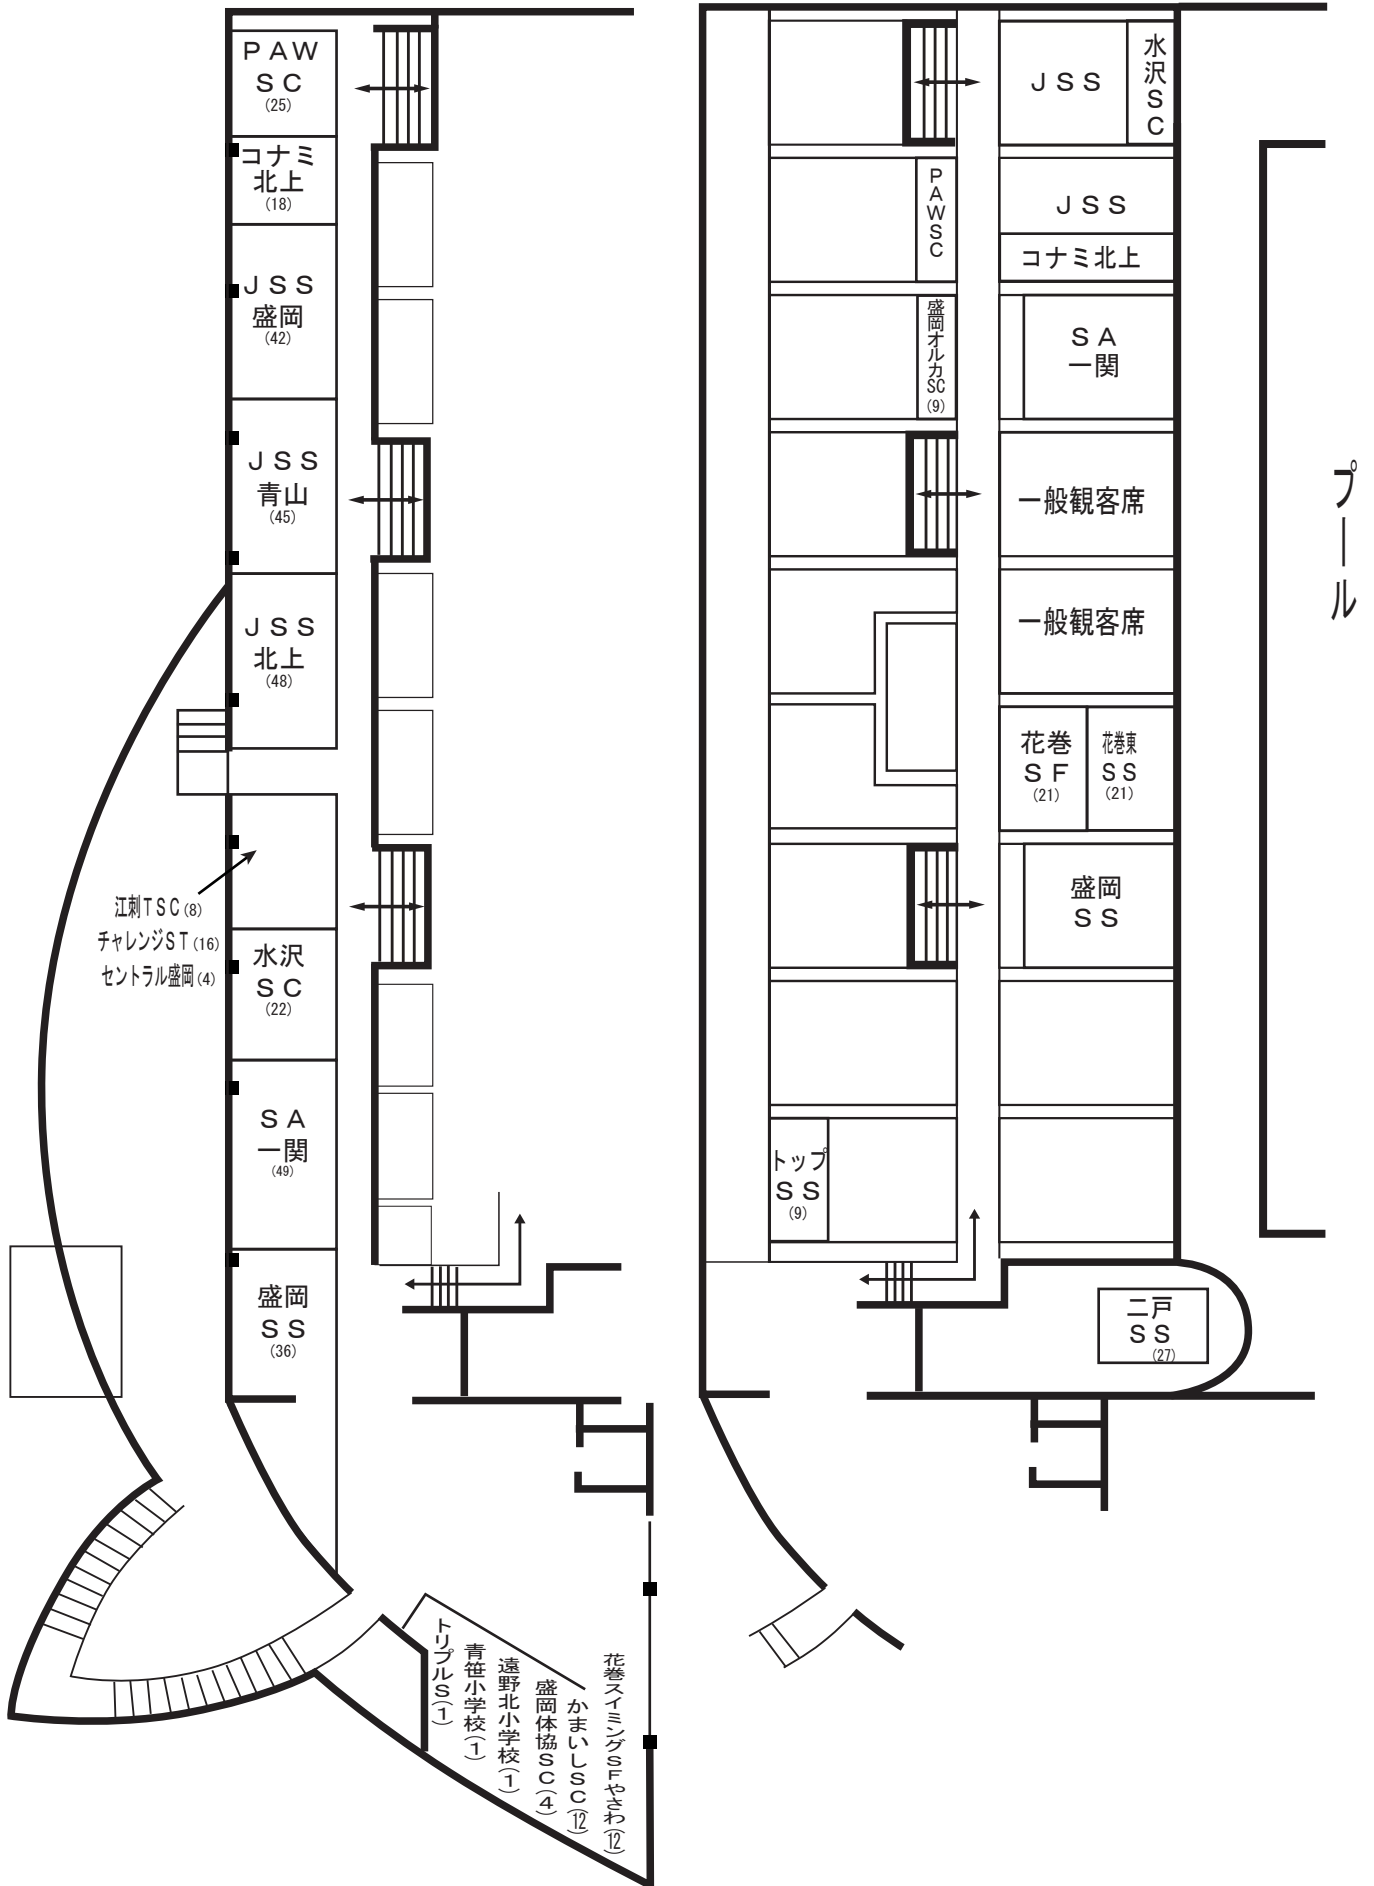 ＰＡＷ
ＳＣ
(25)
コナミ
北上
(18)
ＪＳＳ
盛岡
(42)
ＪＳＳ
青山
(45)
ＪＳＳ
北上
(48)
江刺ＴＳＣ(8)
チャレンジＳＴ(16)
セントラル盛岡(4)
水沢
ＳＣ
(22)
ＳＡ
一関
(49)
盛岡
ＳＳ
(36)
トリプルＳ(1)
青笹小学校(1)
遠野北小学校(1)
盛岡体協ＳＣ(4)
かまいしＳＣ(12)
花巻スイミングＳＦやさわ(12)
ＪＳＳ
水沢ＳＣ
ＰＡＷＳＣ
ＪＳＳ
コナミ北上
盛岡オルカSC
(9)
ＳＡ
一関
一般観客席
一般観客席
花巻
ＳＦ
(21)
花巻東
ＳＳ
(21)
盛岡
ＳＳ
トップ
ＳＳ
(9)
二戸
ＳＳ
(27)
プール